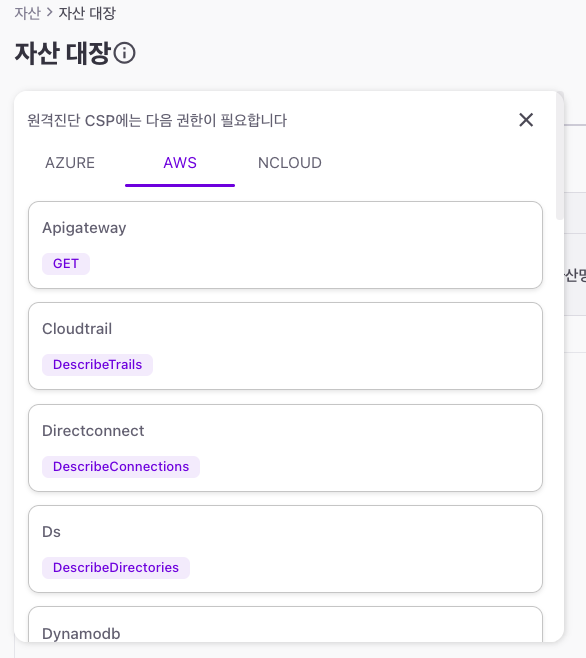 자산 > 자산 대장
자산 대장
원격진단 CSP에는 다음 권한이 필요합니다
AZURE AWS NCLOUD
Apigateway
GET
Cloudtrail
DescribeTrails
산명
Directconnect
DescribeConnections
Ds
DescribeDirectories
Dynamodb